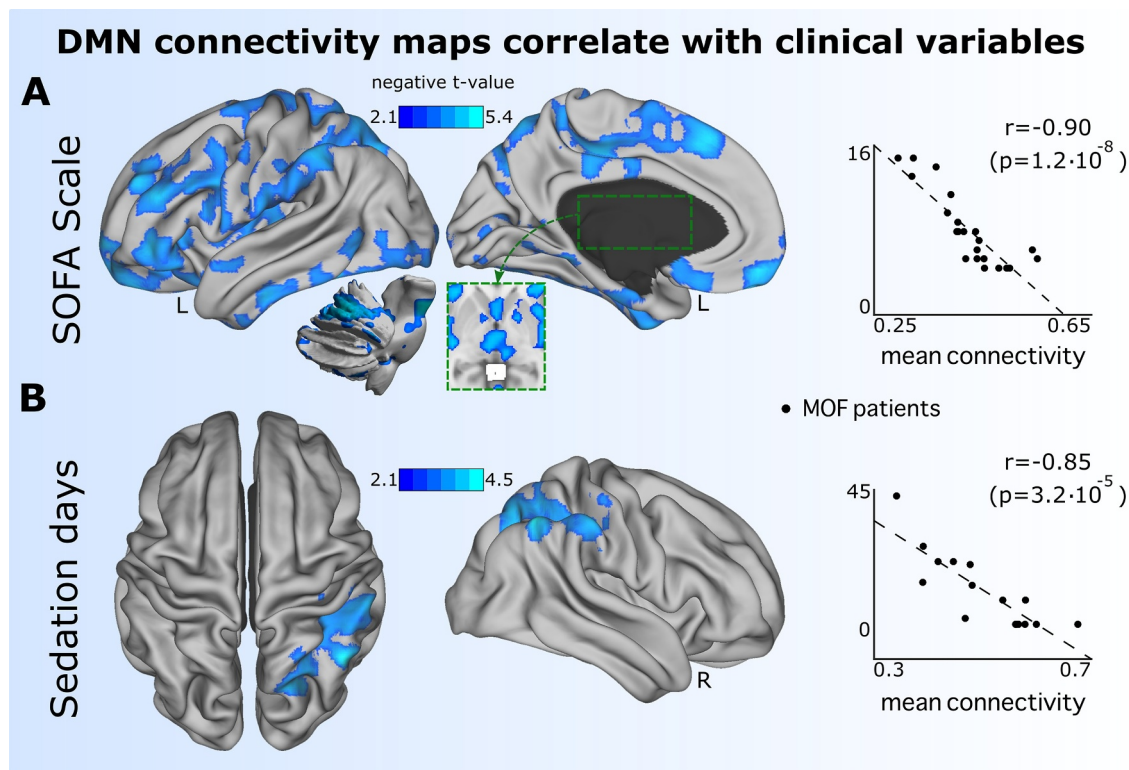 DMN connectivity maps correlate with clinical variables
A
SOFA Scale
negative t-value
2.1 5.4
L
L
r=-0.90
(p=1.2·10-8)
16
0
0.25 0.65
mean connectivity
MOF patients
B
Sedation days
2.1 4.5
R
r=-0.85
(p=3.2·10-5)
45
0
0.3 0.7
mean connectivity